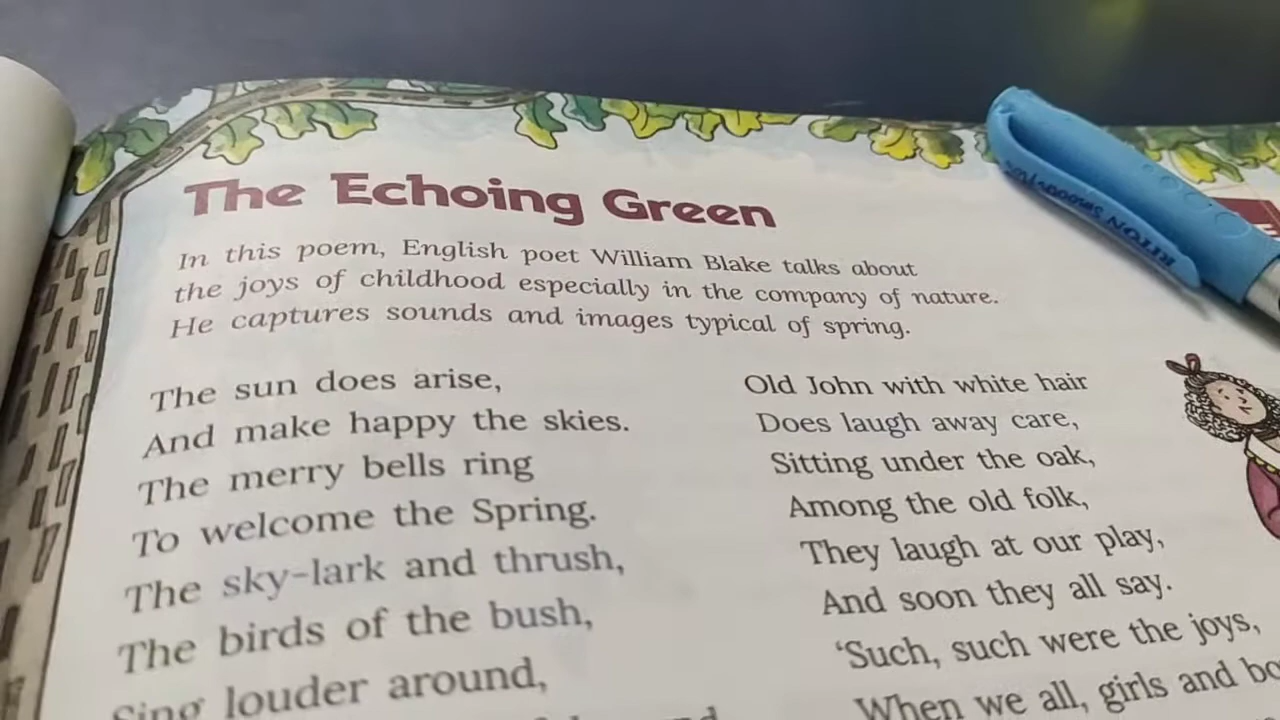 The Echoing Green
In this poem, English poet William Blake talks about
the joys of childhood especially in the company of nature.
He captures sounds and images typical of spring.
The sun does arise,
And make happy the skies.
The merry bells ring
To welcome the Spring.
The sky-lark and thrush,
The birds of the bush,
Sing louder around,
Old John with white hair
Does laugh away care,
Sitting under the oak,
Among the old folk,
They laugh at our play,
And soon they all say.
‘Such, such were the joys,
When we all, girls and